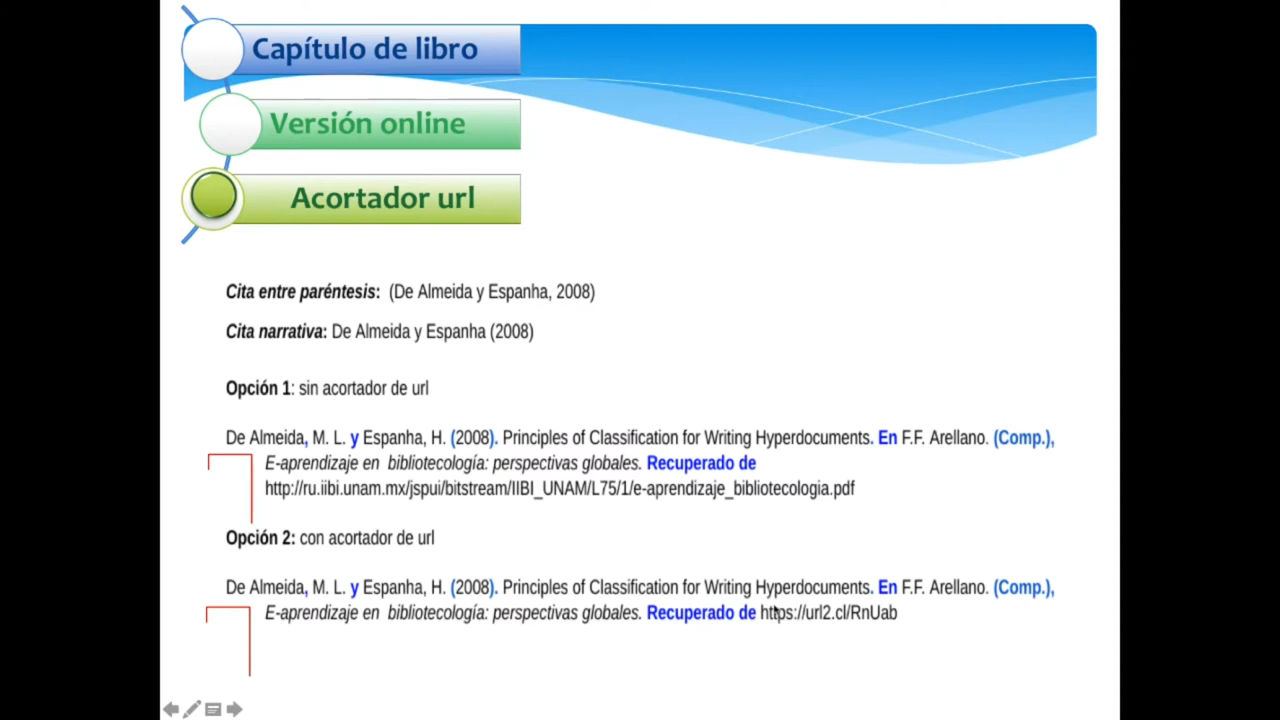 Capítulo de libro
Versión online
Acortador url
Cita entre paréntesis: (De Almeida y Espanha, 2008)
Cita narrativa: De Almeida y Espanha (2008)
Opción 1: sin acortador de url
De Almeida, M. L. y Espanha, H. (2008). Principles of Classification for Writing Hyperdocuments. En F.F. Arellano. (Comp.),
E-aprendizaje en bibliotecología: perspectivas globales. Recuperado de
http://ru.iibi.unam.mx/jspui/bitstream/IIBI_UNAM/L75/1/e-aprendizaje_bibliotecologia.pdf
Opción 2: con acortador de url
De Almeida, M. L. y Espanha, H. (2008). Principles of Classification for Writing Hyperdocuments. En F.F. Arellano. (Comp.),
E-aprendizaje en bibliotecología: perspectivas globales. Recuperado de https://url2.cl/RnUab